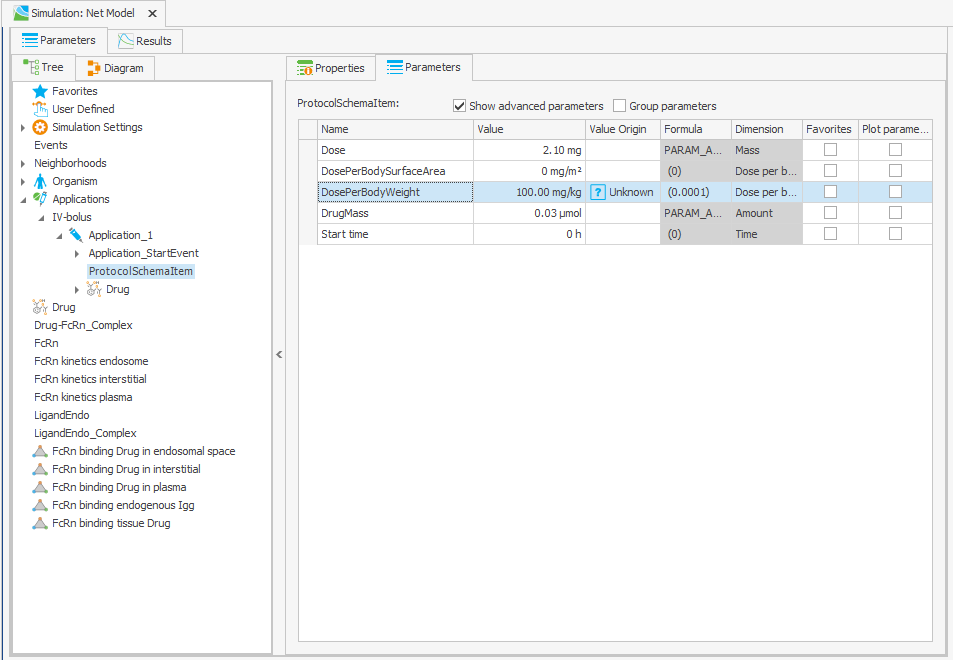 Simulation: Net Model
Parameters Results
Tree Diagram
Favorites
User Defined
Simulation Settings
Events
Neighborhoods
Organism
Applications
IV-bolus
Application_1
Application_StartEvent
ProtocolSchemaItem
Drug
Drug
Drug-FcRn_Complex
FcRn
FcRn kinetics endosome
FcRn kinetics interstitial
FcRn kinetics plasma
LigandEndo
LigandEndo_Complex
FcRn binding Drug in endosomal space
FcRn binding Drug in interstitial
FcRn binding Drug in plasma
FcRn binding endogenous Igg
FcRn binding tissue Drug
Properties Parameters
ProtocolSchemaItem: Show advanced parameters Group parameters
Name Value Value Origin Formula Dimension Favorites Plot parame...
Dose 2.10 mg PARAM_A... Mass
DosePerBodySurfaceArea 0 mg/m² (0) Dose per b...
DosePerBodyWeight 100.00 mg/kg ? Unknown (0.0001) Dose per b...
DrugMass 0.03 µmol PARAM_A... Amount
Start time 0 h (0) Time